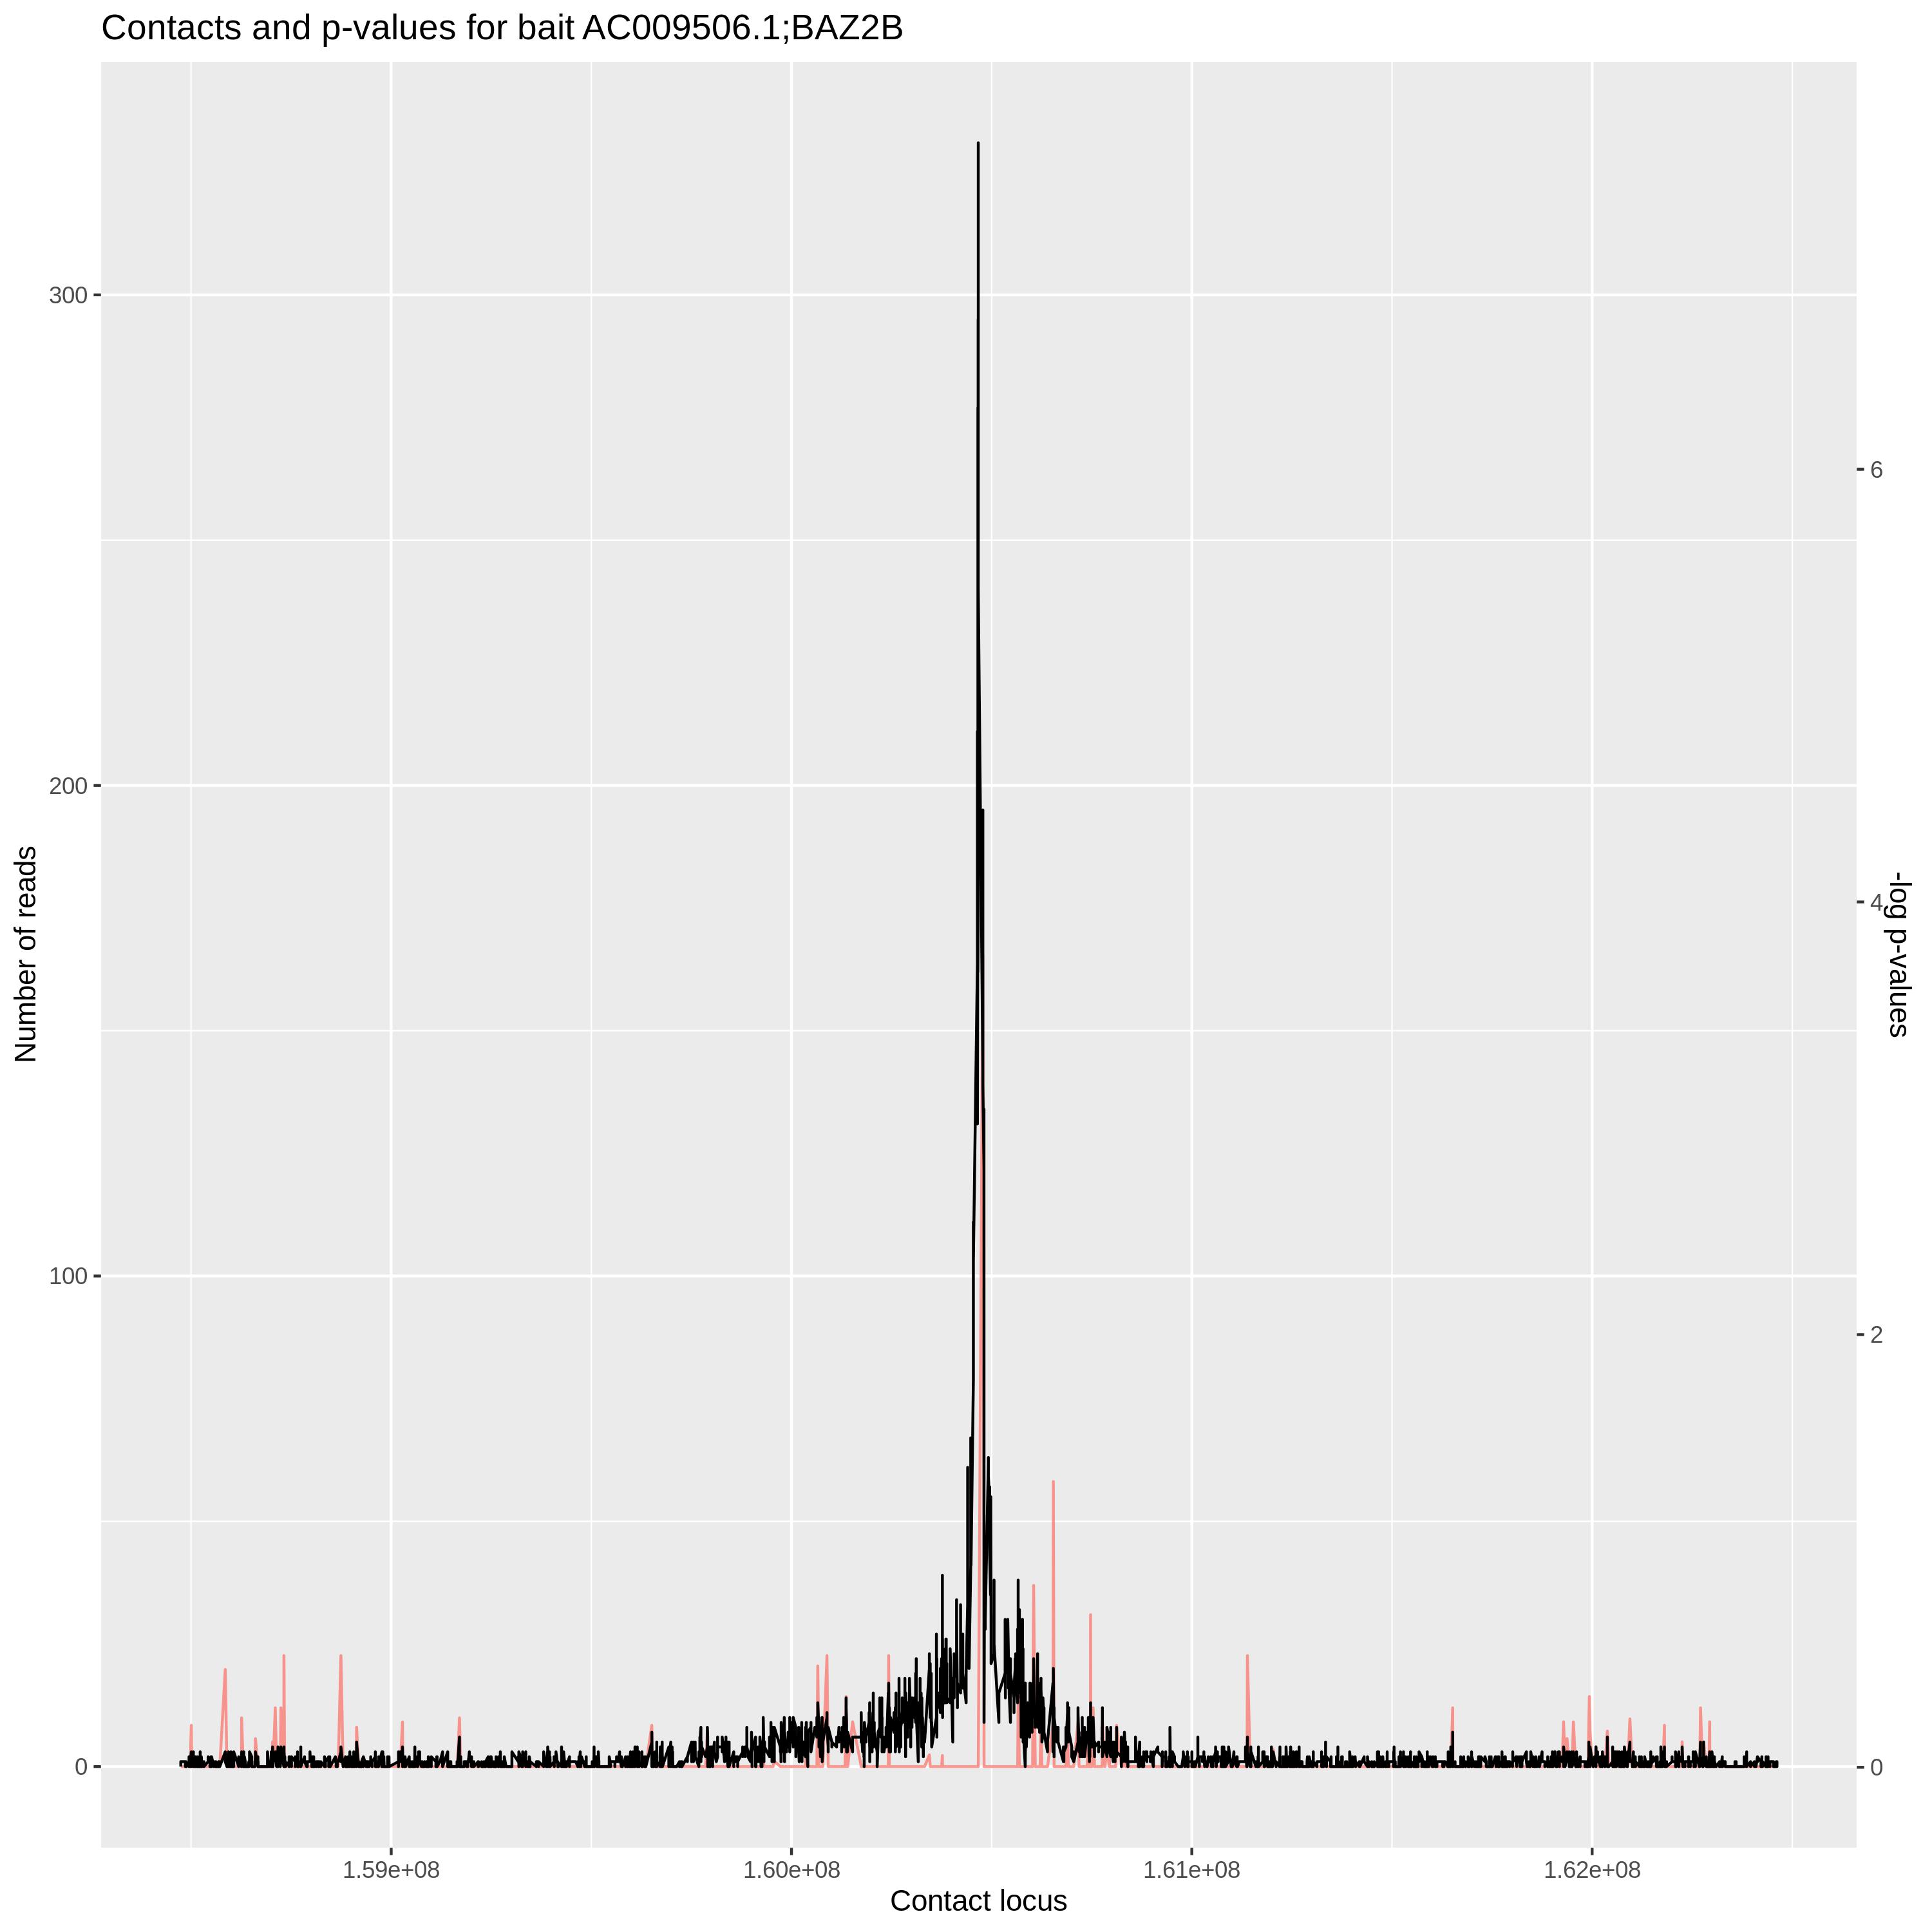 Contacts and p-values for bait AC009506.1;BAZ2B
300
200
100
0
Number of reads
6
4
2
0
-log p-values
1.59e+08 1.60e+08 1.61e+08 1.62e+08
Contact locus